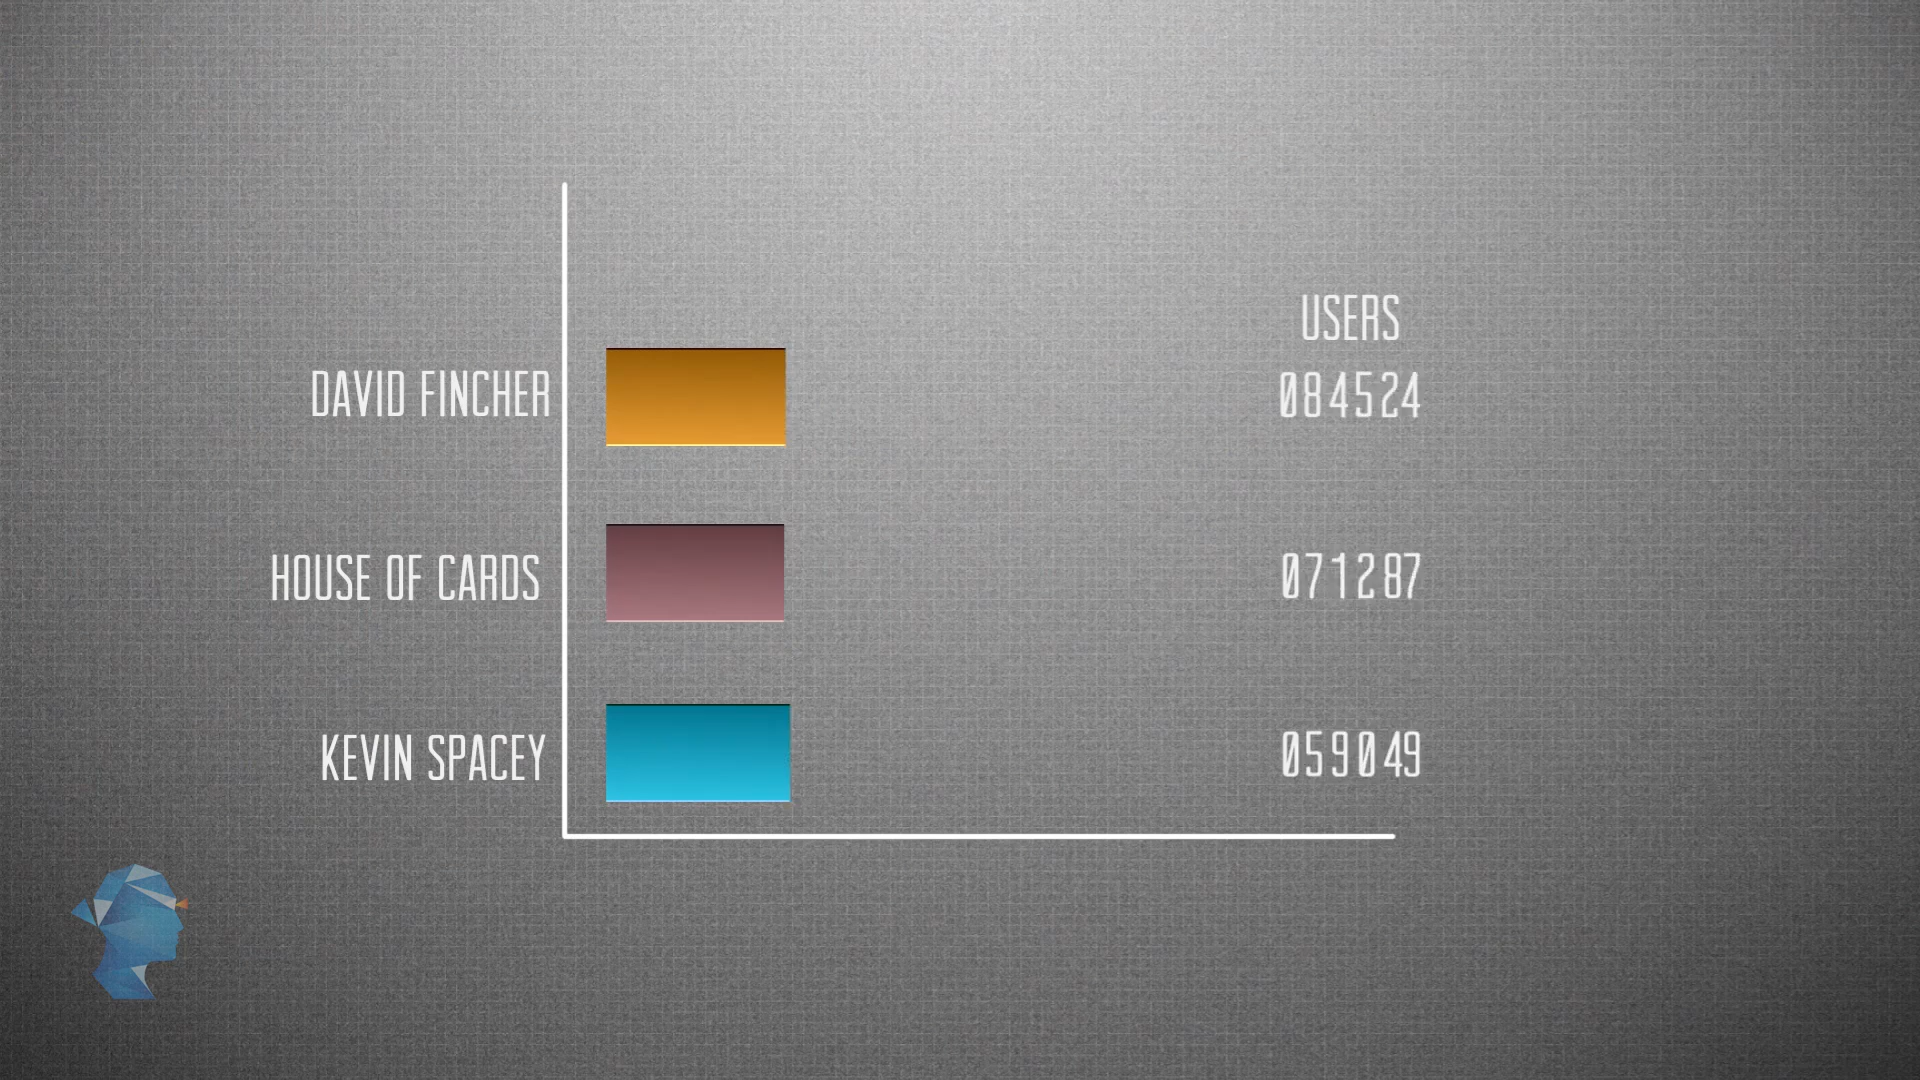 USERS
DAVID FINCHER 084524
HOUSE OF CARDS 071287
KEVIN SPACEY 059049